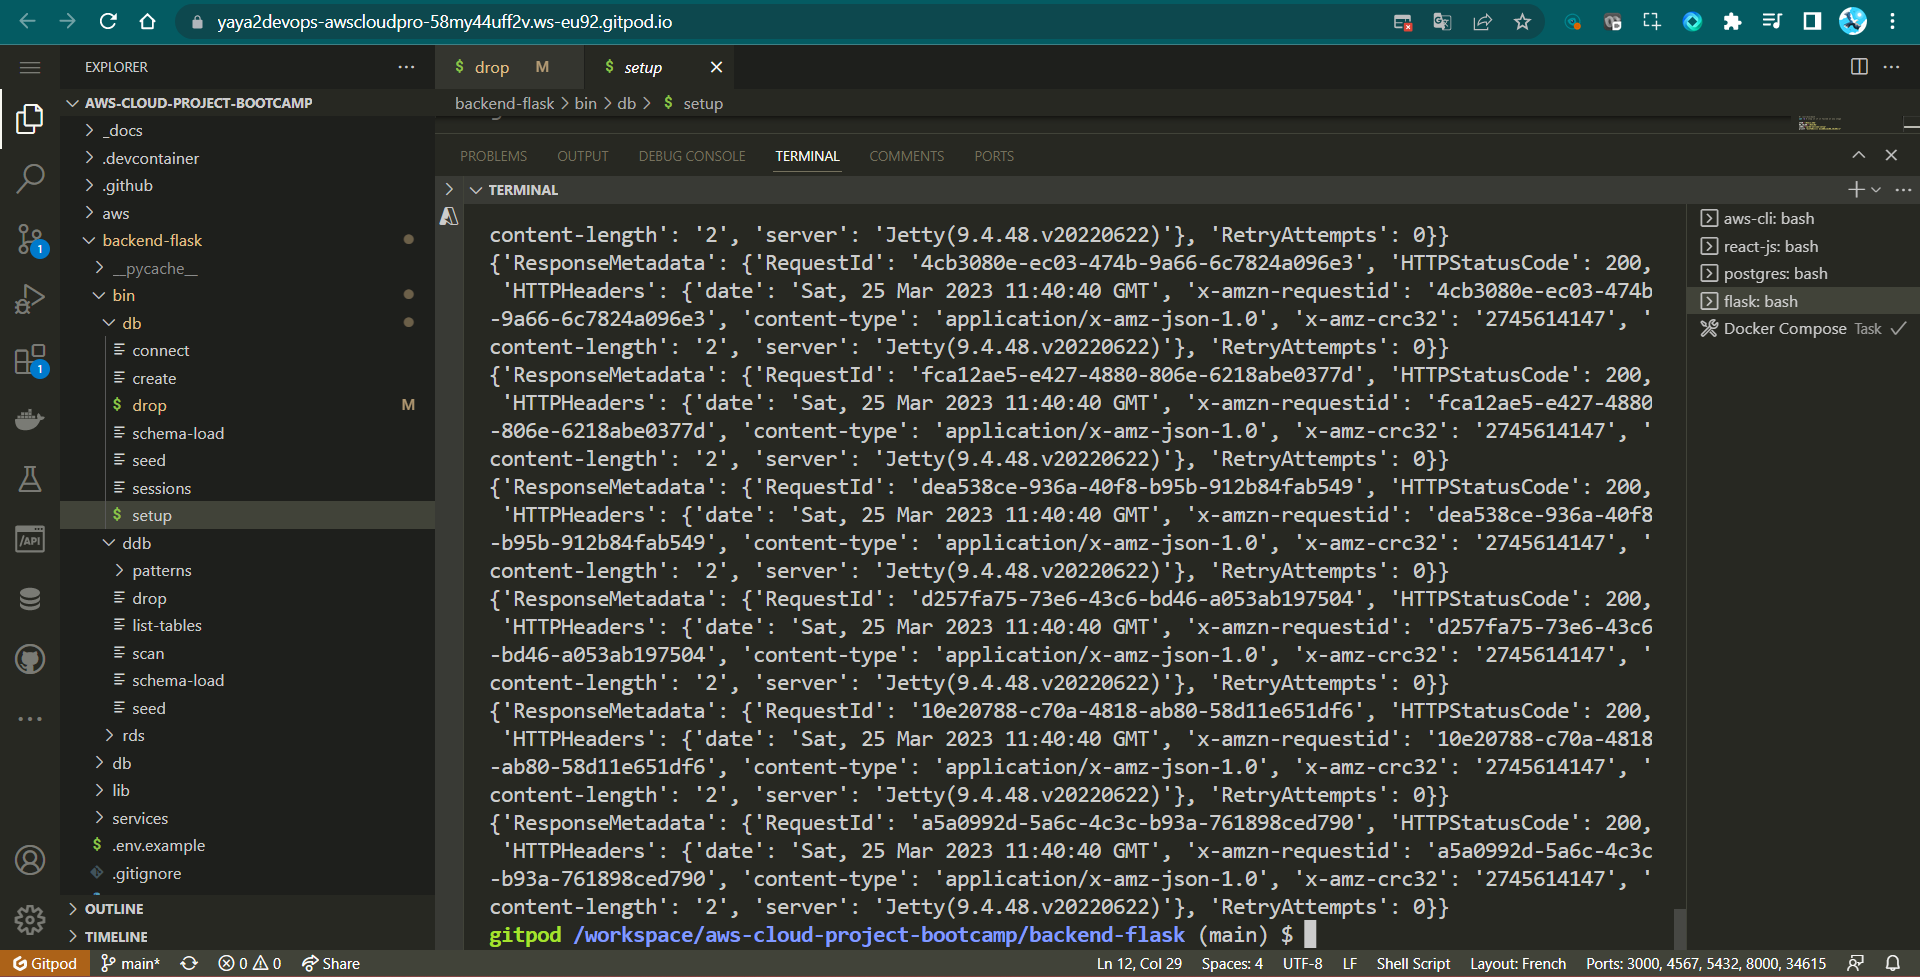 yaya2devops-awscloudpro-58my44uff2v.ws-eu92.gitpod.io
EXPLORER
AWS-CLOUD-PROJECT-BOOTCAMP
_docs
.devcontainer
.github
aws
backend-flask
__pycache__
bin
db
connect
create
$ drop M
schema-load
seed
sessions
$ setup
ddb
patterns
drop
list-tables
scan
schema-load
seed
rds
db
lib
services
$ .env.example
.gitignore
OUTLINE
TIMELINE
1
1
/API
$ drop M
$ setup
backend-flask > bin > db > $ setup
PROBLEMS OUTPUT DEBUG CONSOLE TERMINAL COMMENTS PORTS
TERMINAL
content-length': '2', 'server': 'Jetty(9.4.48.v20220622)'}, 'RetryAttempts': 0}}
{'ResponseMetadata': {'RequestId': '4cb3080e-ec03-474b-9a66-6c7824a096e3', 'HTTPStatusCode': 200,
'HTTPHeaders': {'date': 'Sat, 25 Mar 2023 11:40:40 GMT', 'x-amzn-requestid': '4cb3080e-ec03-474b
-9a66-6c7824a096e3', 'content-type': 'application/x-amz-json-1.0', 'x-amz-crc32': '2745614147', '
content-length': '2', 'server': 'Jetty(9.4.48.v20220622)'}, 'RetryAttempts': 0}}
{'ResponseMetadata': {'RequestId': 'fca12ae5-e427-4880-806e-6218abe0377d', 'HTTPStatusCode': 200,
'HTTPHeaders': {'date': 'Sat, 25 Mar 2023 11:40:40 GMT', 'x-amzn-requestid': 'fca12ae5-e427-4880
-806e-6218abe0377d', 'content-type': 'application/x-amz-json-1.0', 'x-amz-crc32': '2745614147', '
content-length': '2', 'server': 'Jetty(9.4.48.v20220622)'}, 'RetryAttempts': 0}}
{'ResponseMetadata': {'RequestId': 'dea538ce-936a-40f8-b95b-912b84fab549', 'HTTPStatusCode': 200,
'HTTPHeaders': {'date': 'Sat, 25 Mar 2023 11:40:40 GMT', 'x-amzn-requestid': 'dea538ce-936a-40f8
-b95b-912b84fab549', 'content-type': 'application/x-amz-json-1.0', 'x-amz-crc32': '2745614147', '
content-length': '2', 'server': 'Jetty(9.4.48.v20220622)'}, 'RetryAttempts': 0}}
{'ResponseMetadata': {'RequestId': 'd257fa75-73e6-43c6-bd46-a053ab197504', 'HTTPStatusCode': 200,
'HTTPHeaders': {'date': 'Sat, 25 Mar 2023 11:40:40 GMT', 'x-amzn-requestid': 'd257fa75-73e6-43c6
-bd46-a053ab197504', 'content-type': 'application/x-amz-json-1.0', 'x-amz-crc32': '2745614147', '
content-length': '2', 'server': 'Jetty(9.4.48.v20220622)'}, 'RetryAttempts': 0}}
{'ResponseMetadata': {'RequestId': '10e20788-c70a-4818-ab80-58d11e651df6', 'HTTPStatusCode': 200,
'HTTPHeaders': {'date': 'Sat, 25 Mar 2023 11:40:40 GMT', 'x-amzn-requestid': '10e20788-c70a-4818
-ab80-58d11e651df6', 'content-type': 'application/x-amz-json-1.0', 'x-amz-crc32': '2745614147', '
content-length': '2', 'server': 'Jetty(9.4.48.v20220622)'}, 'RetryAttempts': 0}}
{'ResponseMetadata': {'RequestId': 'a5a0992d-5a6c-4c3c-b93a-761898ced790', 'HTTPStatusCode': 200,
'HTTPHeaders': {'date': 'Sat, 25 Mar 2023 11:40:40 GMT', 'x-amzn-requestid': 'a5a0992d-5a6c-4c3c
-b93a-761898ced790', 'content-type': 'application/x-amz-json-1.0', 'x-amz-crc32': '2745614147', '
content-length': '2', 'server': 'Jetty(9.4.48.v20220622)'}, 'RetryAttempts': 0}}
gitpod /workspace/aws-cloud-project-bootcamp/backend-flask (main) $
aws-cli: bash
react-js: bash
postgres: bash
flask: bash
Docker Compose Task
Gitpod main* 0 0 Share Ln 12, Col 29 Spaces: 4 UTF-8 LF Shell Script Layout: French Ports: 3000, 4567, 5432, 8000, 34615